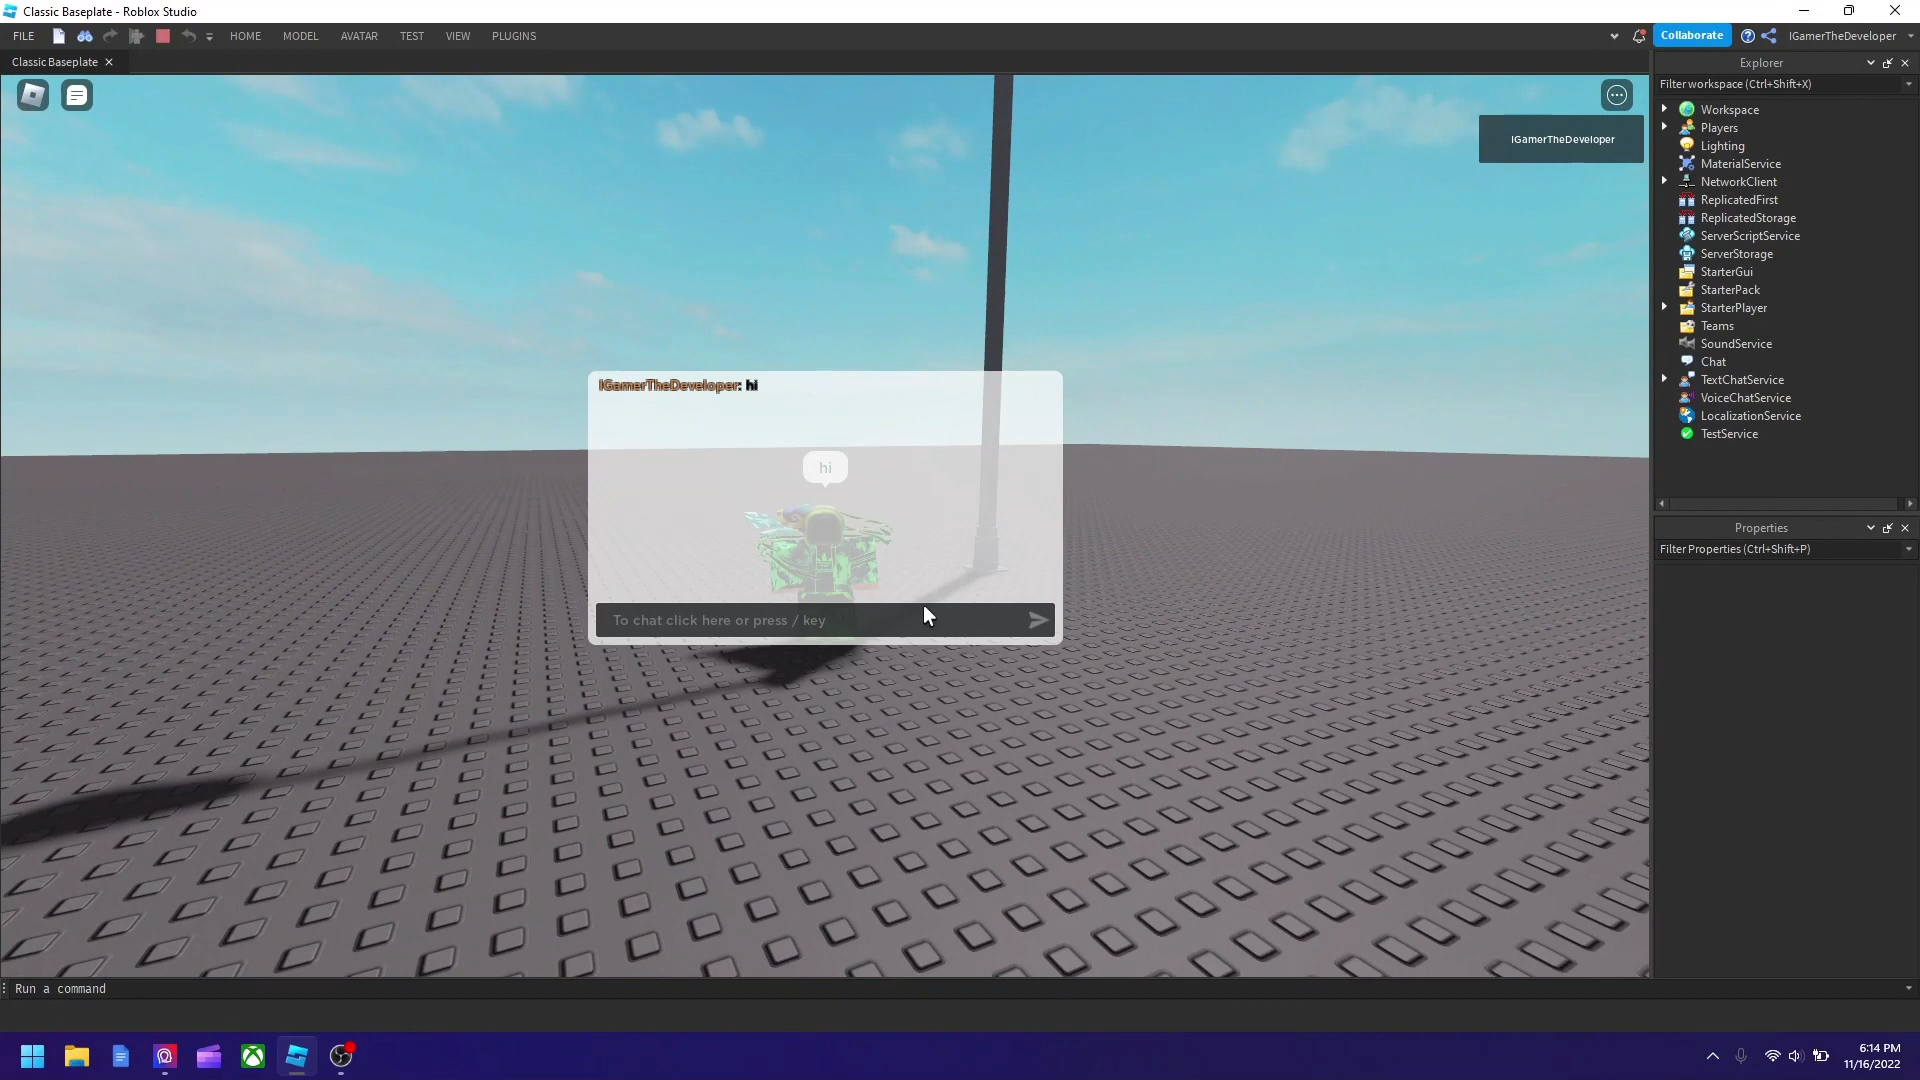 Classic Baseplate - Roblox Studio
FILE HOME MODEL AVATAR TEST VIEW PLUGINS Collaborate IGamerTheDeveloper
Classic Baseplate
Explorer
Filter workspace (Ctrl+Shift+X)
Workspace
Players
Lighting
MaterialService
NetworkClient
ReplicatedFirst
ReplicatedStorage
ServerScriptService
ServerStorage
StarterGui
StarterPack
StarterPlayer
Teams
SoundService
Chat
TextChatService
VoiceChatService
LocalizationService
TestService
Properties
Filter Properties (Ctrl+Shift+P)
IGamerTheDeveloper
IGamerTheDeveloper: hi
hi
To chat click here or press / key
Run a command
6:14 PM
11/16/2022